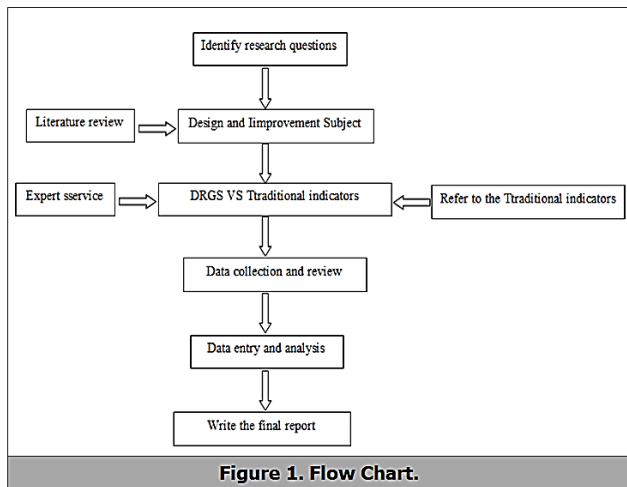 Identify research questions
Literature review
Design and Iimprovement Subject
Expert sservice
DRGS VS Ttraditional indicators
Refer to the Ttraditional indicators
Data collection and review
Data entry and analysis
Write the final report
Figure 1. Flow Chart.